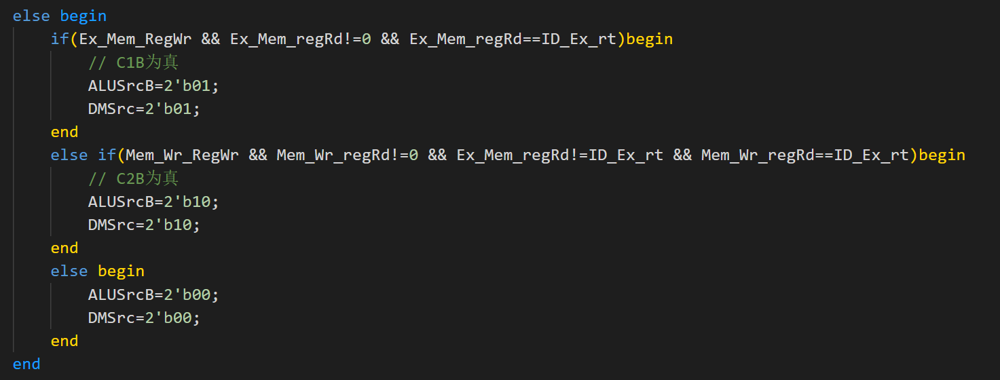 else begin
if(Ex_Mem_RegWr && Ex_Mem_regRd!=0 && Ex_Mem_regRd==ID_Ex_rt)begin
// C1B为真
ALUSrcB=2'b01;
DMSrc=2'b01;
end
else if(Mem_Wr_RegWr && Mem_Wr_regRd!=0 && Ex_Mem_regRd!=ID_Ex_rt && Mem_Wr_regRd==ID_Ex_rt)begin
// C2B为真
ALUSrcB=2'b10;
DMSrc=2'b10;
end
else begin
ALUSrcB=2'b00;
DMSrc=2'b00;
end
end